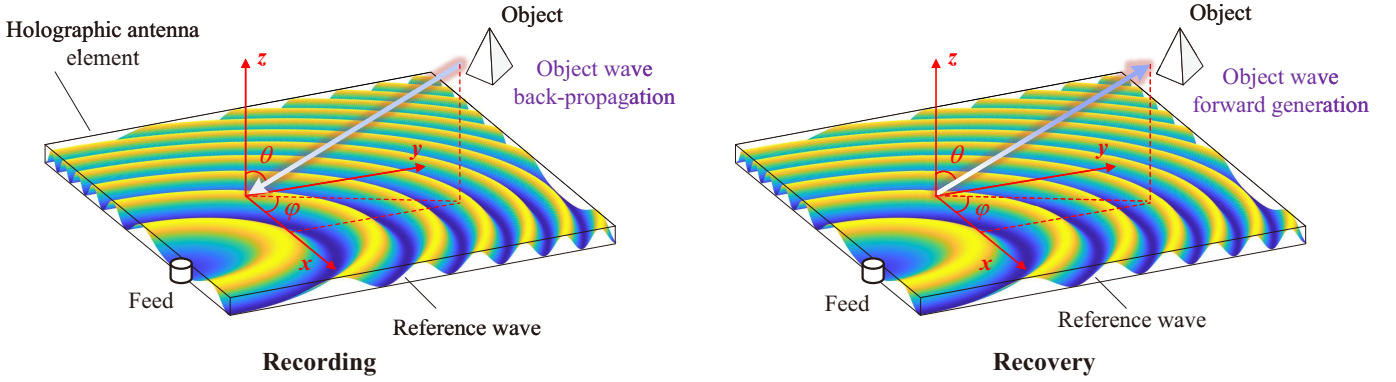 Object
Holographic antenna
element
Object wave
back-propagation
z
θ
y
φ
x
Feed
Reference wave
Recording
Object
Object wave
forward generation
z
θ
y
φ
x
Feed
Reference wave
Recovery